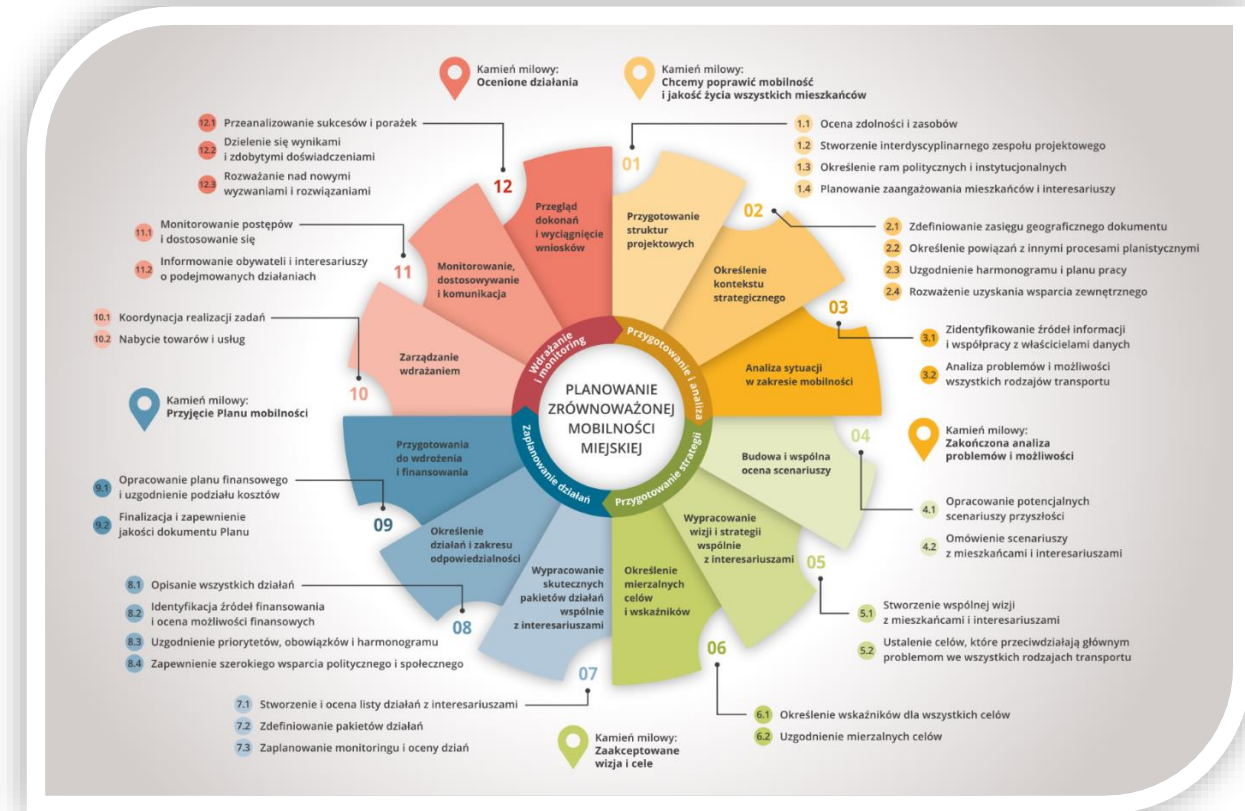 Kamień milowy:
Ocenione działania
Kamień milowy:
Chcemy poprawić mobilność
i jakość życia wszystkich mieszkańców
12.1 Przeanalizowanie sukcesów i porażek
12.2 Dzielenie się wynikami
i zdobytymi doświadczeniami
12.3 Rozważanie nad nowymi
wyzwaniami i rozwiązaniami
1.1 Ocena zdolności i zasobów
1.2 Stworzenie interdyscyplinarnego zespołu projektowego
1.3 Określenie ram politycznych i instytucjonalnych
1.4 Planowanie zaangażowania mieszkańców i interesariuszy
11.1 Monitorowanie postępów
i dostosowanie się
11.2 Informowanie obywateli i interesariuszy
o podejmowanych działaniach
2.1 Zdefiniowanie zasięgu geograficznego dokumentu
2.2 Określenie powiązań z innymi procesami planistycznymi
2.3 Uzgodnienie harmonogramu i planu pracy
2.4 Rozważenie uzyskania wsparcia zewnętrznego
10.1 Koordynacja realizacji zadań
10.2 Nabycie towarów i usług
3.1 Zidentyfikowanie źródeł informacji
i współpracy z właścicielami danych
3.2 Analiza problemów i możliwości
wszystkich rodzajów transportu
Kamień milowy:
Przyjęcie Planu mobilności
Kamień milowy:
Zakończona analiza
problemów i możliwości
9.1 Opracowanie planu finansowego
i uzgodnienie podziału kosztów
9.2 Finalizacja i zapewnienie
jakości dokumentu Planu
4.1 Opracowanie potencjalnych
scenariuszy przyszłości
4.2 Omówienie scenariuszy
z mieszkańcami i interesariuszami
8.1 Opisanie wszystkich działań
8.2 Identyfikacja źródeł finansowania
i ocena możliwości finansowych
8.3 Uzgodnienie priorytetów, obowiązków i harmonogramu
8.4 Zapewnienie szerokiego wsparcia politycznego i społecznego
5.1 Stworzenie wspólnej wizji
z mieszkańcami i interesariuszami
5.2 Ustalenie celów, które przeciwdziałają głównym
problemom we wszystkich rodzajach transportu
7.1 Stworzenie i ocena listy działań z interesariuszami
7.2 Zdefiniowanie pakietów działań
7.3 Zaplanowanie monitoringu i oceny dziań
6.1 Określenie wskaźników dla wszystkich celów
6.2 Uzgodnienie mierzalnych celów
Kamień milowy:
Zaakceptowane
wizja i cele
01
Przygotowanie
struktur
projektowych
02
Określenie
kontekstu
strategicznego
03
Analiza sytuacji
w zakresie mobilności
04
Budowa i wspólna
ocena scenariuszy
05
Wypracowanie
wizji i strategii
wspólnie
z interesariuszami
06
Określenie
mierzalnych
celów
i wskaźników
07
Wypracowanie
skutecznych
pakietów działań
wspólnie
z interesariuszami
08
Określenie
działań i zakresu
odpowiedzialności
09
Przygotowania
do wdrożenia
i finansowania
10
Zarządzanie
wdrażaniem
11
Monitorowanie,
dostosowywanie
i komunikacja
12
Przegląd
dokonań
i wyciągnięcie
wniosków
Przygotowanie i analiza
Przygotowanie strategii
Zaplanowanie działań
Wdrażanie
i monitoring
PLANOWANIE
ZRÓWNOWAŻONEJ
MOBILNOŚCI
MIEJSKIEJ